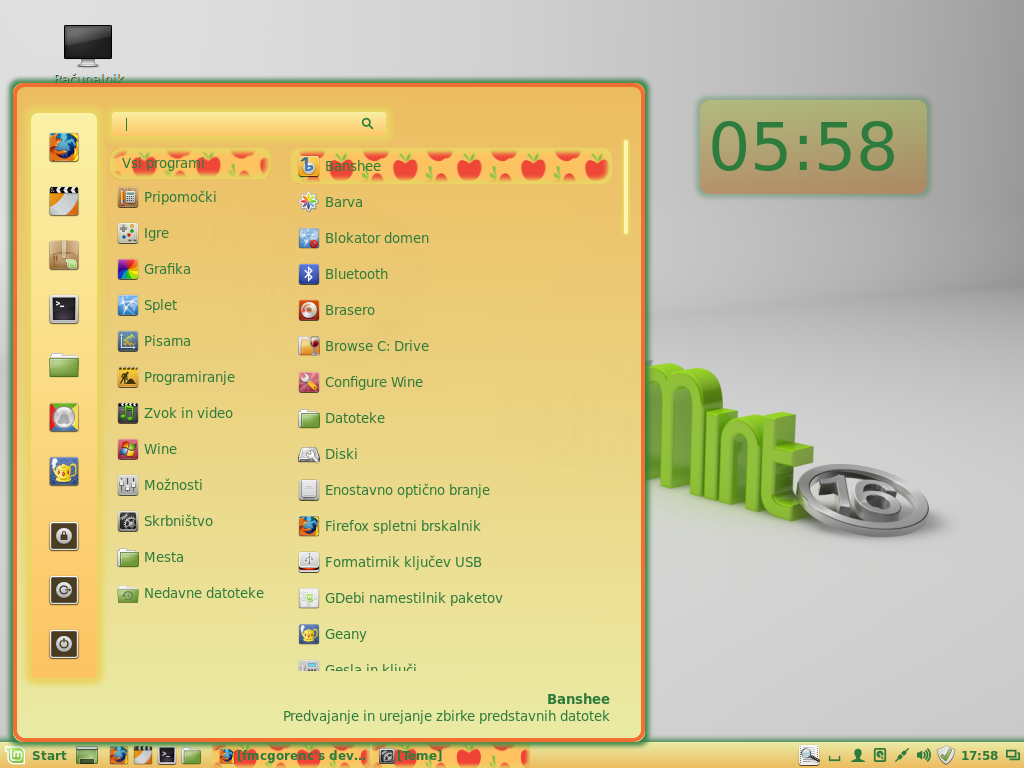 Računalnik
05:58
Vsi programi
Pripomočki
Igre
Grafika
Splet
Pisarna
Programiranje
Zvok in video
Wine
Možnosti
Skrbništvo
Mesta
Nedavne datoteke
Banshee
Barva
Blokator domen
Bluetooth
Brasero
Browse C: Drive
Configure Wine
Datoteke
Diski
Enostavno optično branje
Firefox spletni brskalnik
Formatirnik ključev USB
GDebi namestilnik paketov
Geany
Gesla in ključi
Banshee
Predvajanje in urejanje zbirke predstavnih datotek
Mint
16
Start
[fmcgorenc's dev...
[Teme]
17:58